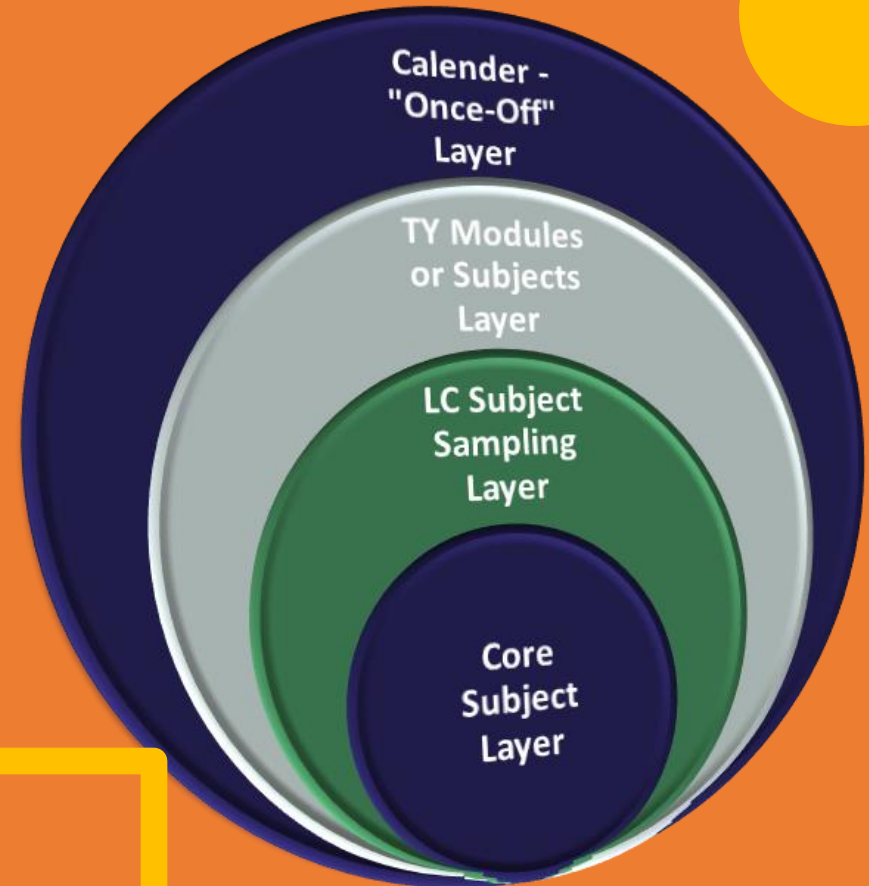 Calender -
"Once-Off"
Layer
TY Modules
or Subjects
Layer
LC Subject
Sampling
Layer
Core
Subject
Layer